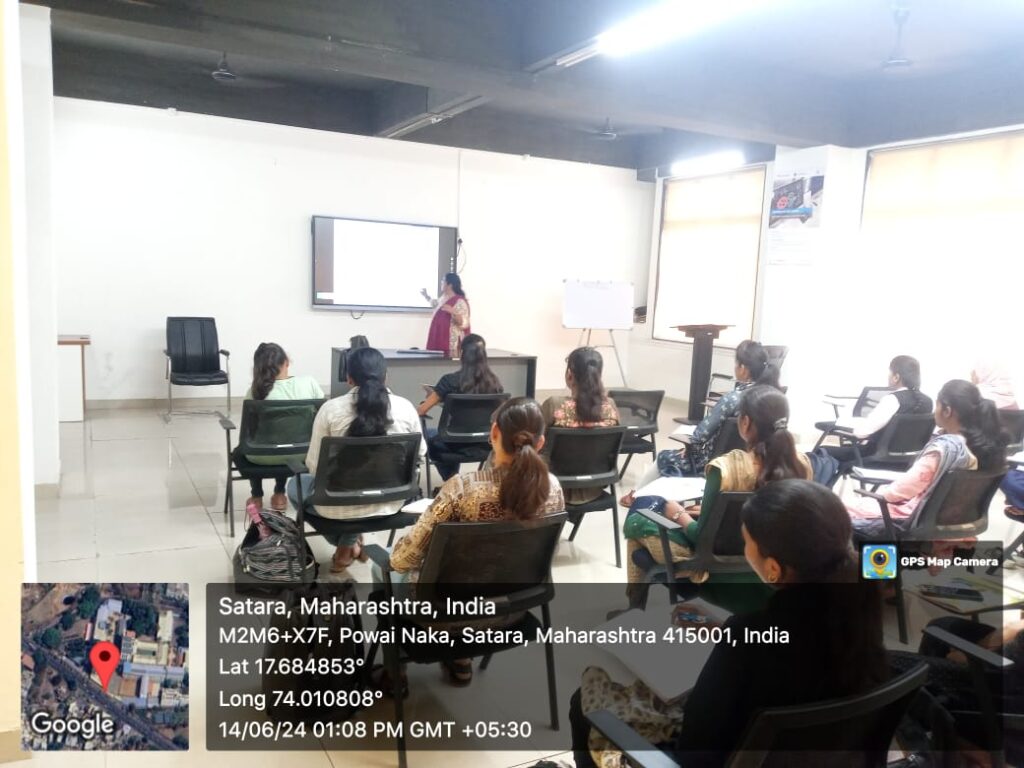 GPS Map Camera
Satara, Maharashtra, India
M2M6+X7F, Powai Naka, Satara, Maharashtra 415001, India
Lat 17.684853°
Long 74.010808°
14/06/24 01:08 PM GMT +05:30
Google